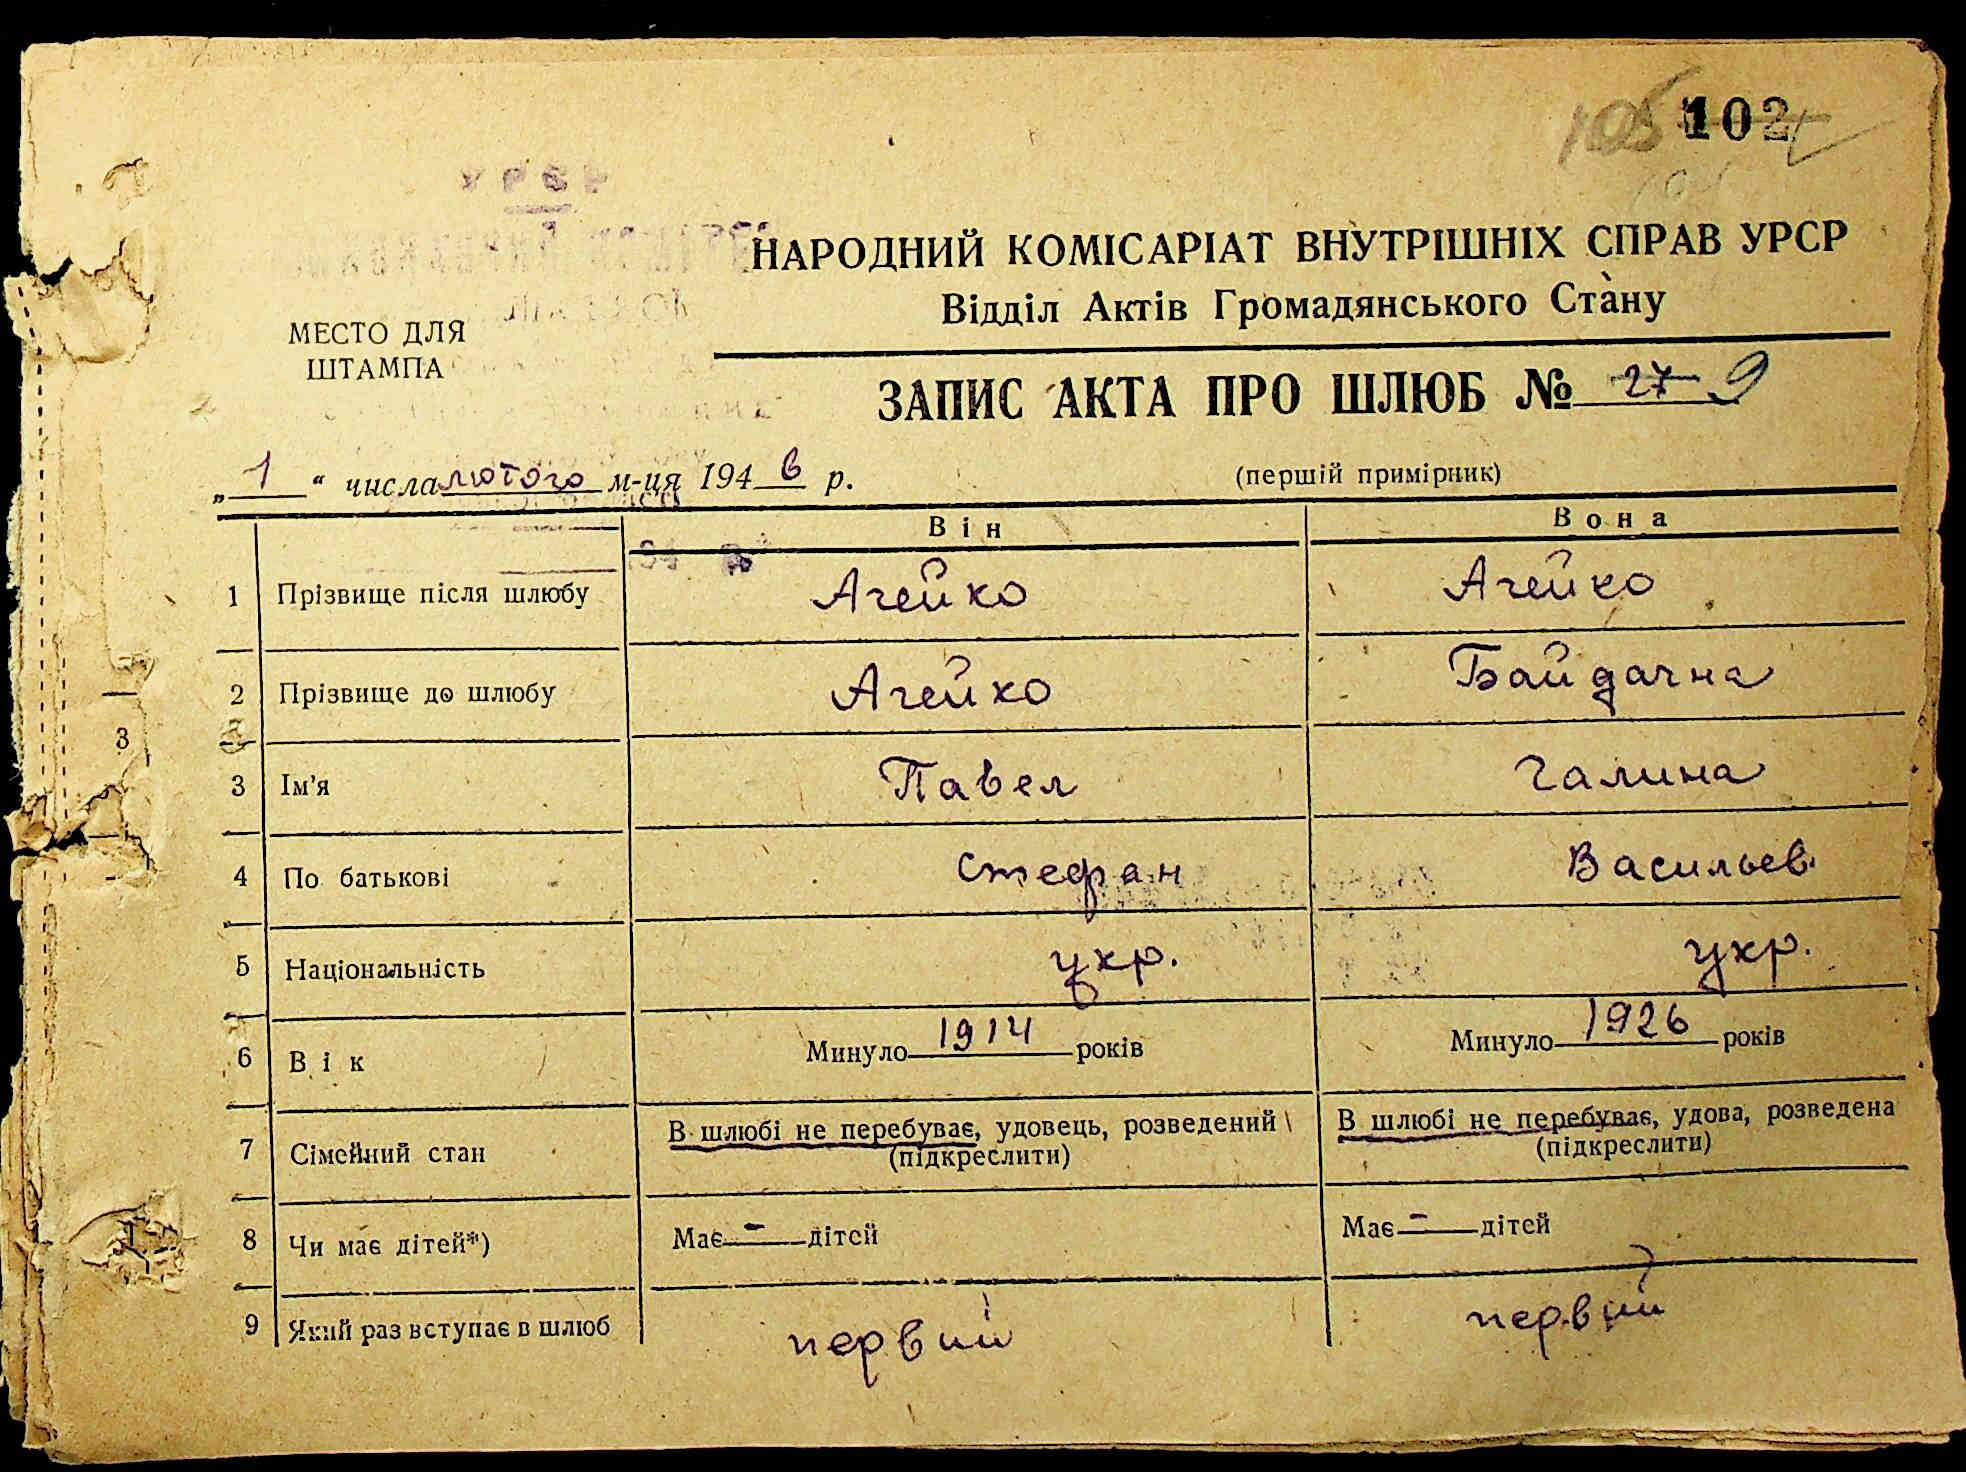 105 102
УРСР
НАРОДНИЙ КОМІСАРІАТ ВНУТРІШНІХ СПРАВ УРСР
Відділ Актів Громадянського Стану
МЕСТО ДЛЯ
ШТАМПА
ЗАПИС АКТА ПРО ШЛЮБ № 27 9
„ 1 “ числа лютого м-ця 1946 р.
(першій примірник)
Він Вона
1 Прізвище після шлюбу Агейко Агейко
2 Прізвище до шлюбу Агейко Байдачна
3 Ім'я Павел Галина
4 По батькові Стефан Васильев.
5 Національність укр. укр.
6 Вік Минуло 1914 років Минуло 1926 років
7 Сімейний стан В шлюбі не перебуває, удовець, розведений В шлюбі не перебуває, удова, розведена
(підкреслити) (підкреслити)
8 Чи має дітей*) Має - дітей Має - дітей
9 Який раз вступає в шлюб первий первий
3